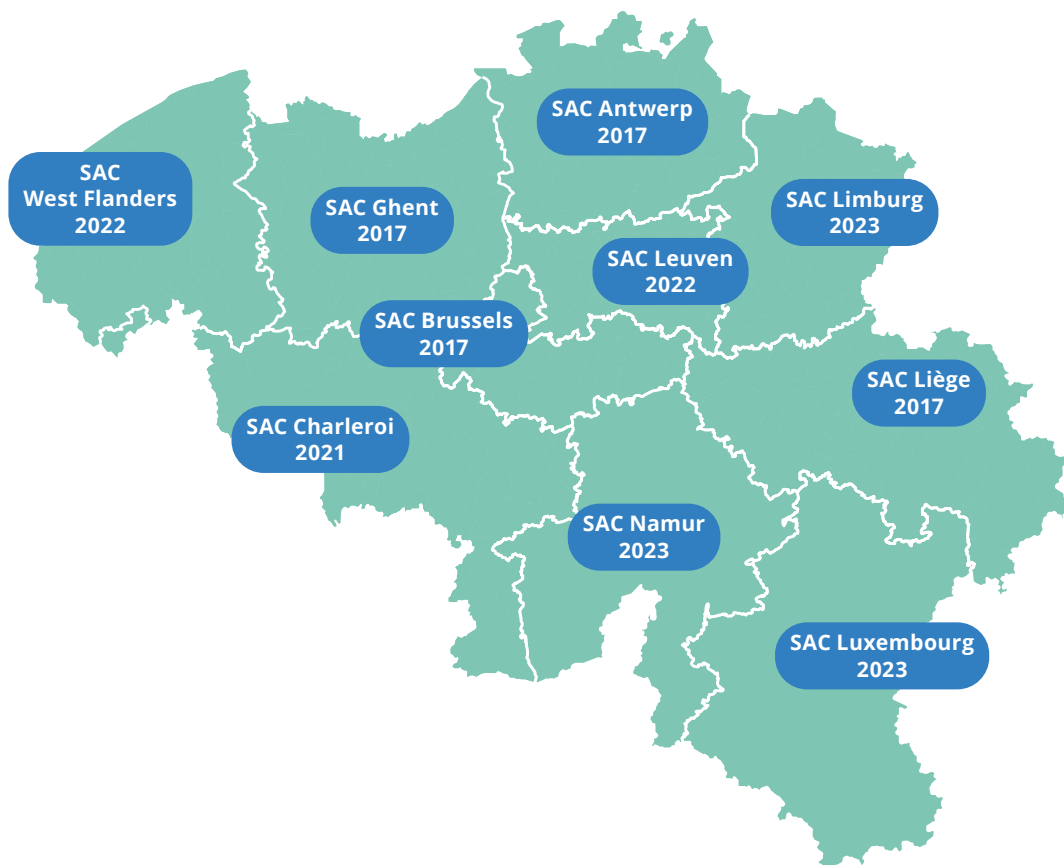 SAC Antwerp
2017
SAC
West Flanders
2022
SAC Ghent
2017
SAC Limburg
2023
SAC Leuven
2022
SAC Brussels
2017
SAC Liège
2017
SAC Charleroi
2021
SAC Namur
2023
SAC Luxembourg
2023